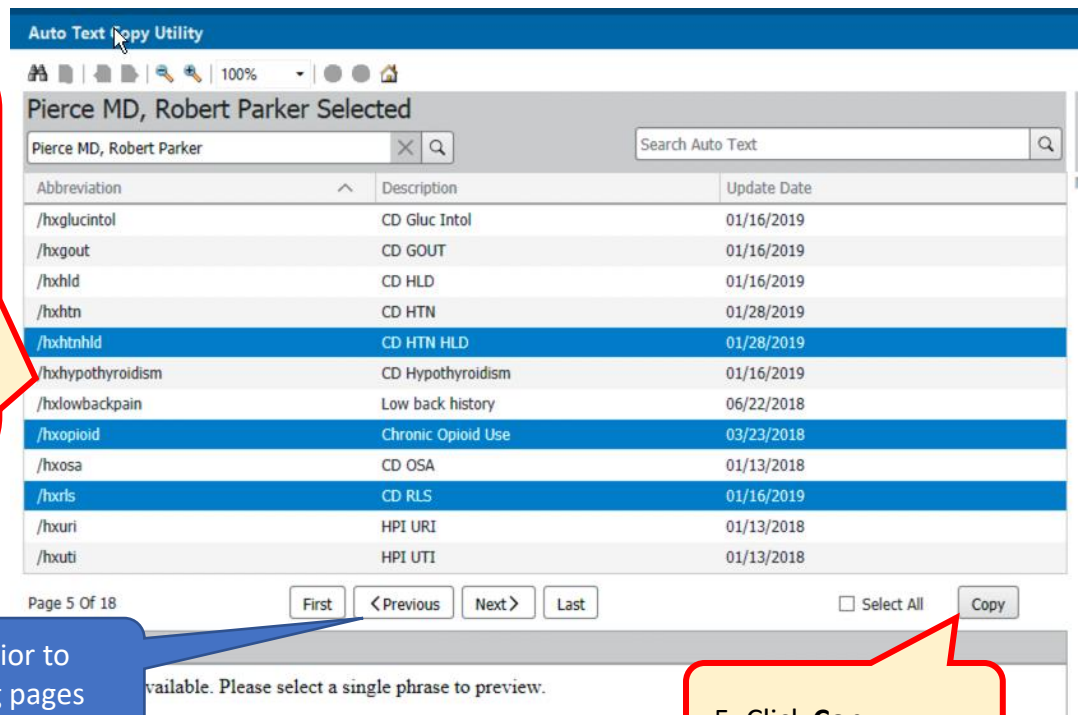 Auto Text Copy Utility
100%
Pierce MD, Robert Parker Selected
Pierce MD, Robert Parker
Search Auto Text
Abbreviation Description Update Date
/hxglucintol CD Gluc Intol 01/16/2019
/hxgout CD GOUT 01/16/2019
/hxhld CD HLD 01/16/2019
/hxhtn CD HTN 01/28/2019
/hxhtnhld CD HTN HLD 01/28/2019
/hxhypothyroidism CD Hypothyroidism 01/16/2019
/hxlowbackpain Low back history 06/22/2018
/hxopioid Chronic Opioid Use 03/23/2018
/hxosa CD OSA 01/13/2018
/hxrls CD RLS 01/16/2019
/hxuri HPI URI 01/13/2018
/hxuti HPI UTI 01/13/2018
Page 5 Of 18 First <Previous Next> Last Select All Copy
ior to
pages
vailable. Please select a single phrase to preview.
5. Click